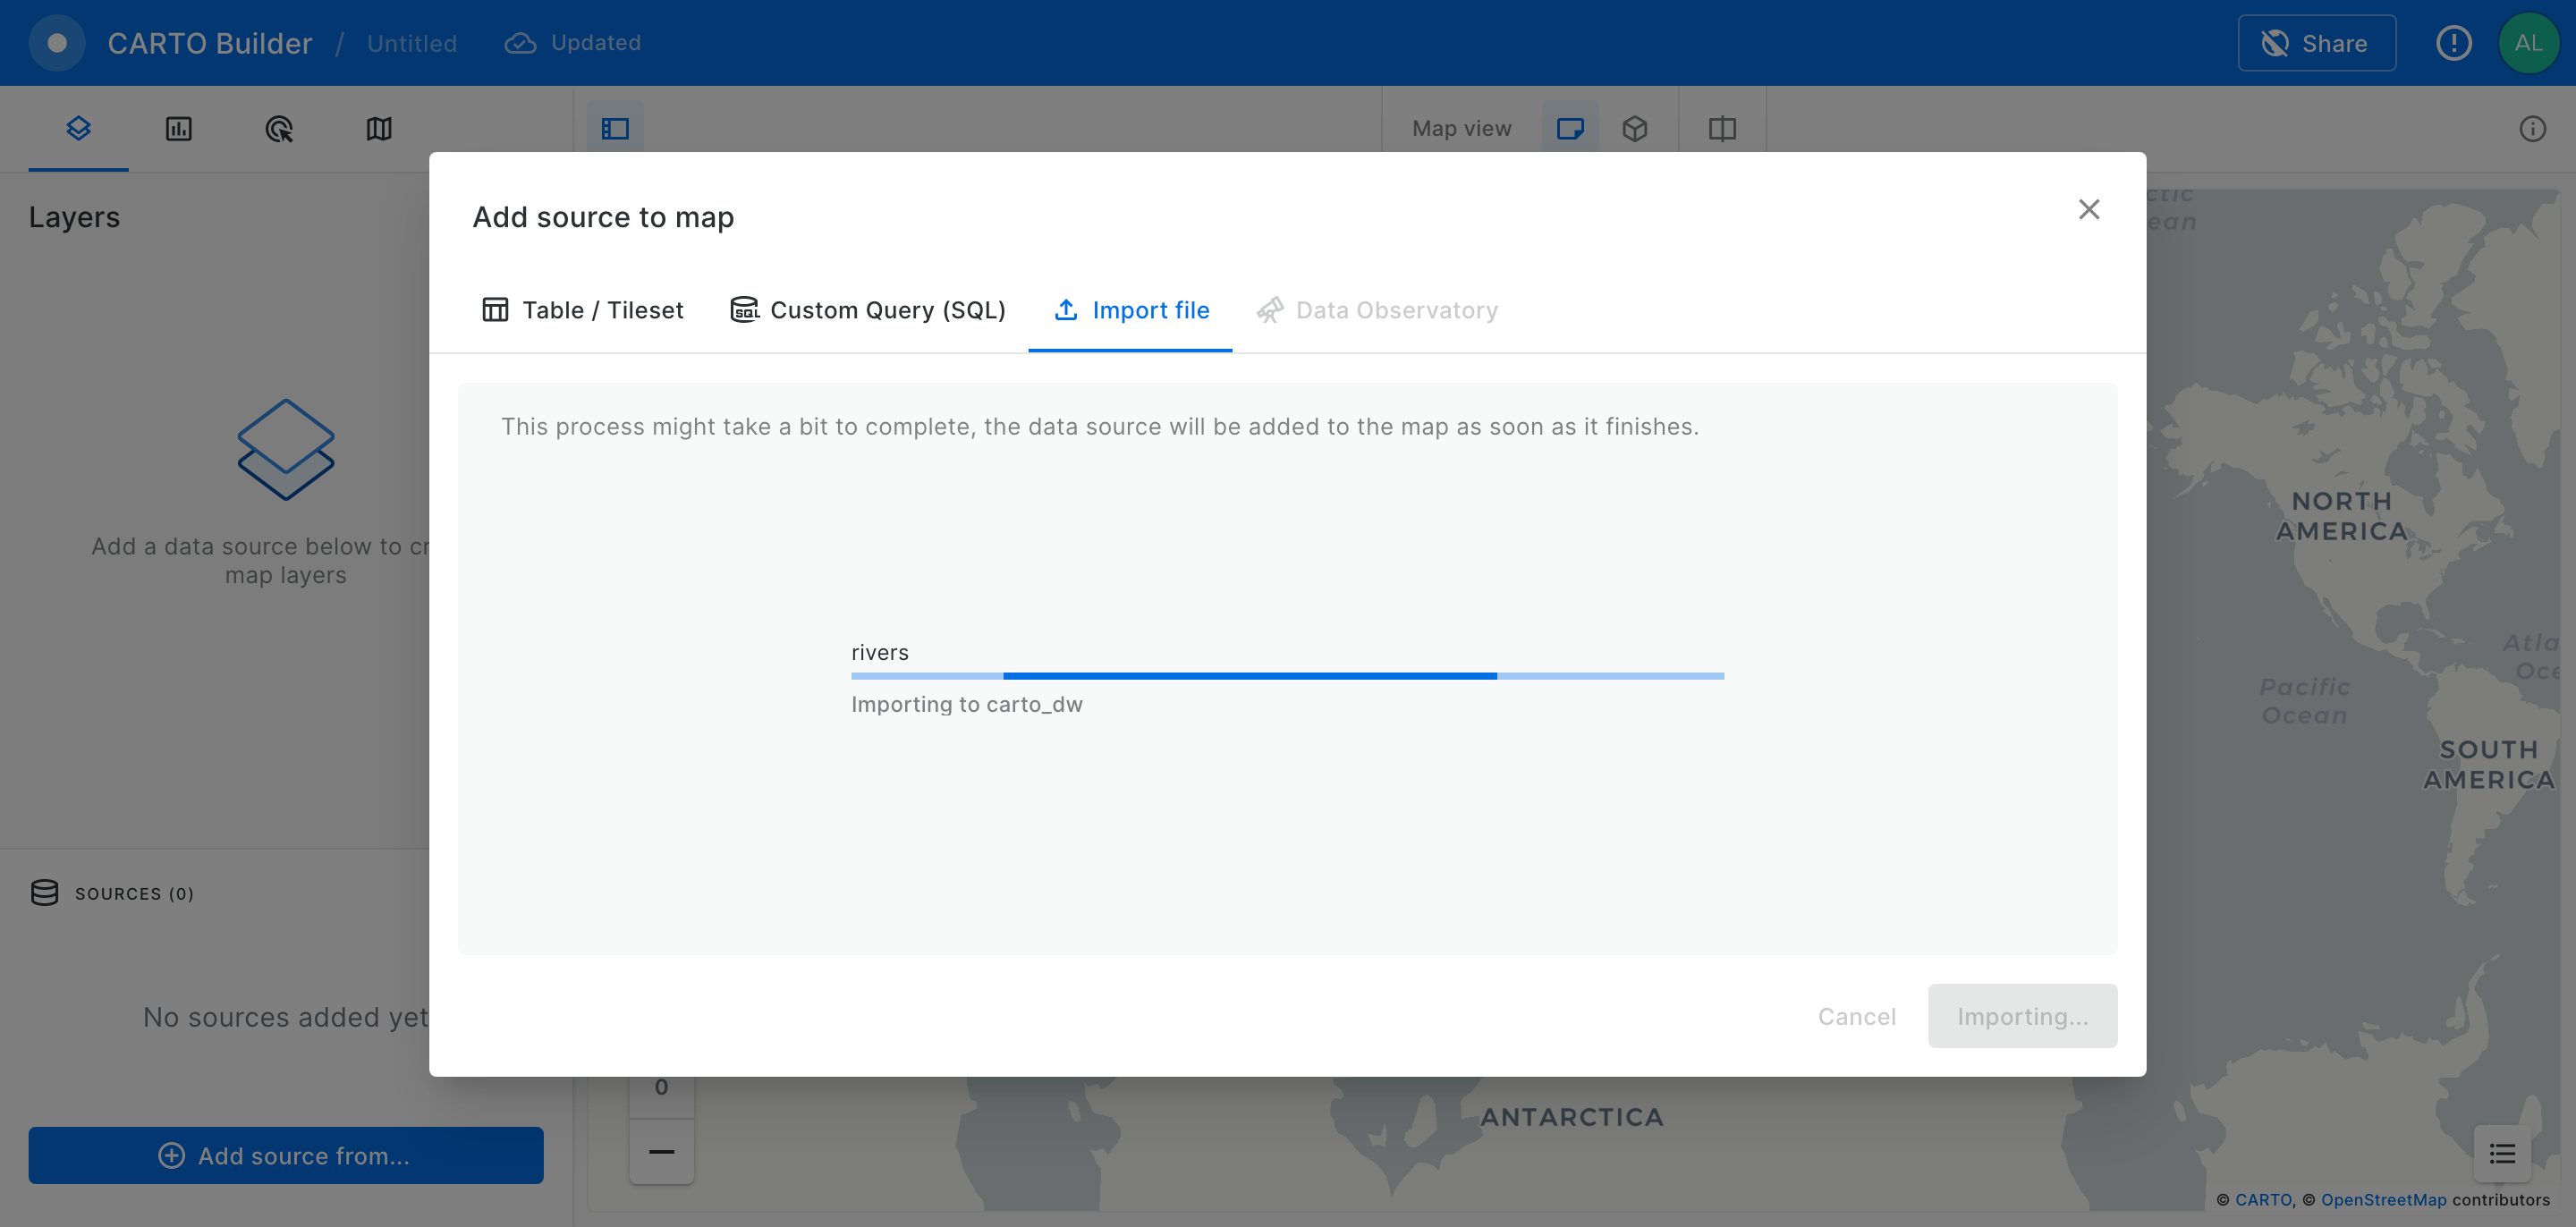 CARTO Builder / Untitled Updated
Share
AL
Map view
Layers
Add a data source below to cr
map layers
SOURCES (0)
No sources added yet
Add source from...
Add source to map
Table / Tileset
SQL
Custom Query (SQL)
Import file
Data Observatory
This process might take a bit to complete, the data source will be added to the map as soon as it finishes.
rivers
Importing to carto_dw
Cancel
Importing...
ctic
ean
NORTH
AMERICA
Atla
Oce
Pacific
Ocean
SOUTH
AMERICA
0
ANTARCTICA
© CARTO, © OpenStreetMap contributors